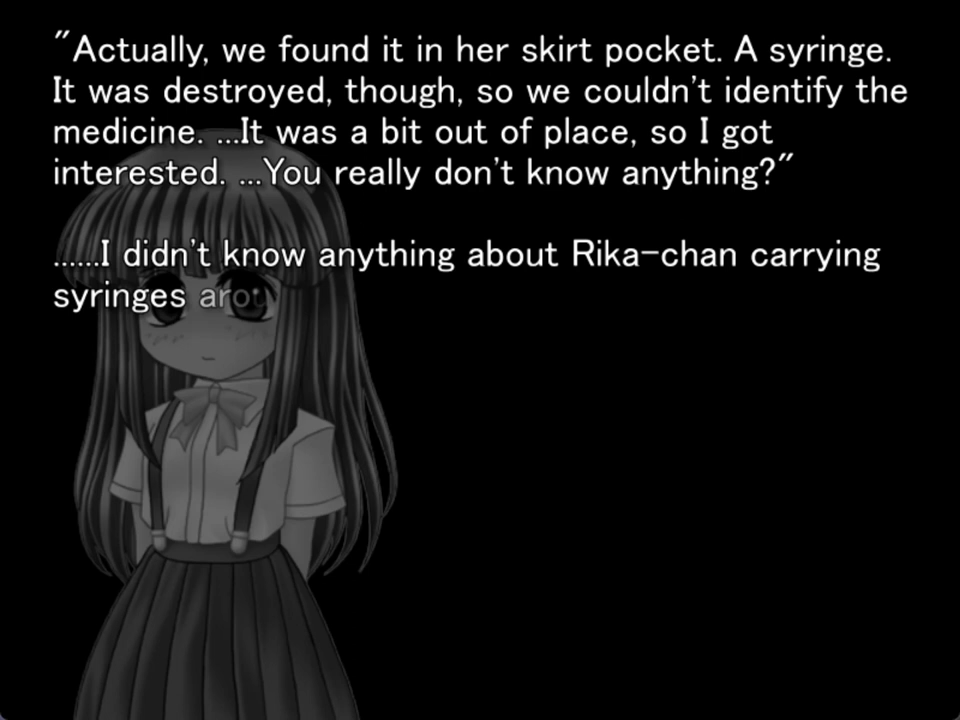 "Actually, we found it in her skirt pocket. A syringe.
It was destroyed, though, so we couldn't identify the
medicine. ...It was a bit out of place, so I got
interested. ...You really don't know anything?"
......I didn't know anything about Rika-chan carrying
syringes arou